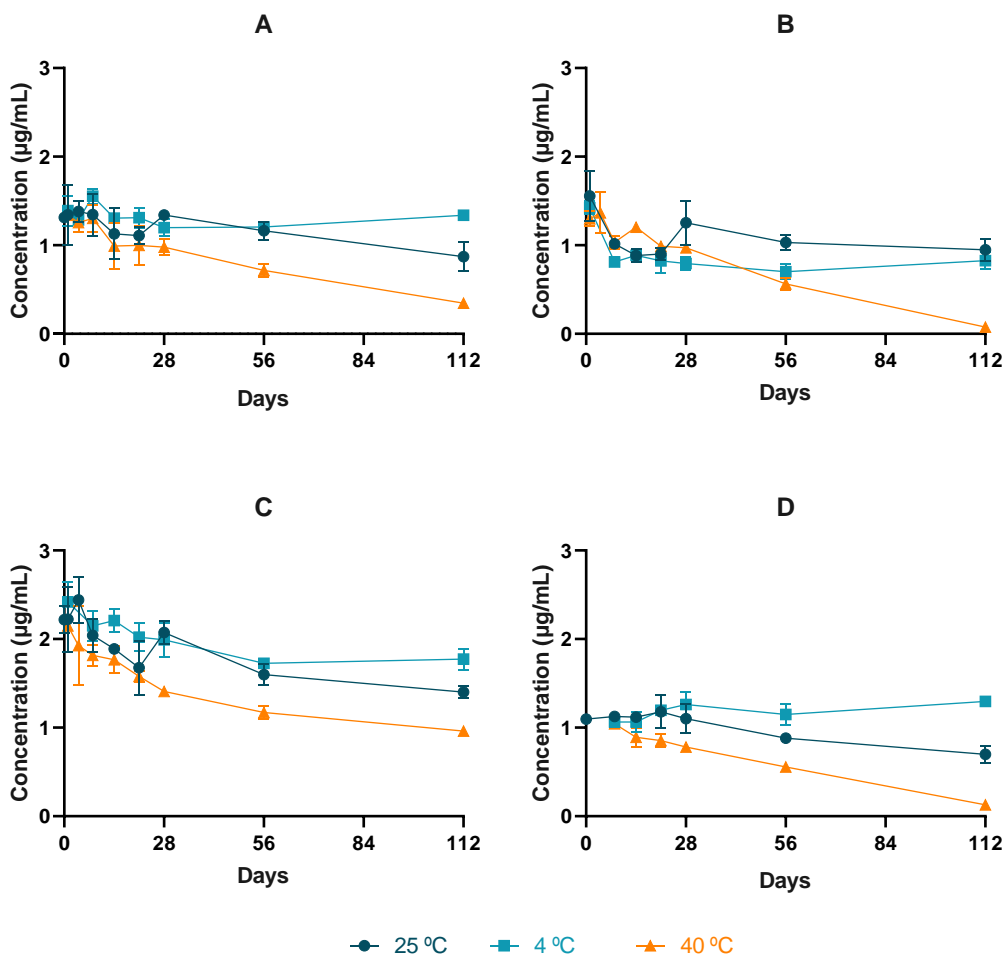 A
Concentration (µg/mL)
3
2
1
0
0 28 56 84 112
Days
B
Concentration (µg/mL)
3
2
1
0
0 28 56 84 112
Days
C
Concentration (µg/mL)
3
2
1
0
0 28 56 84 112
Days
D
Concentration (µg/mL)
3
2
1
0
0 28 56 84 112
Days
25 ºC 4 ºC 40 ºC